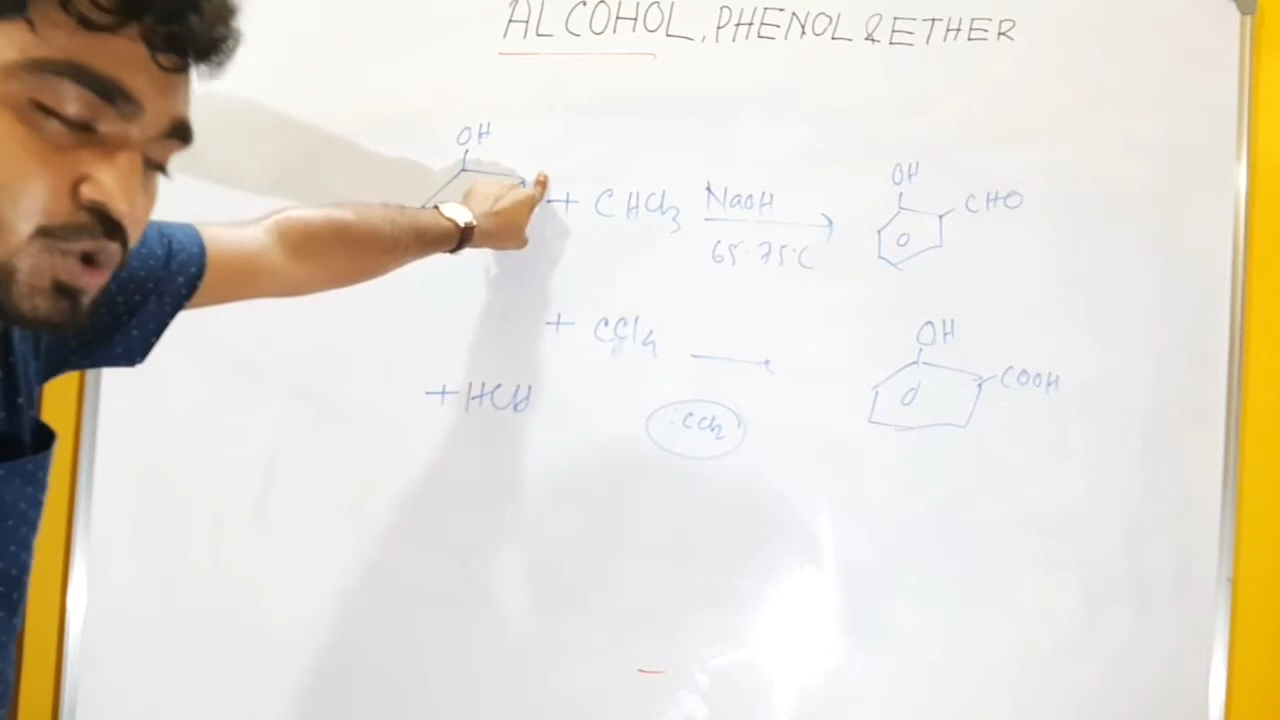 ALCOHOL, PHENOL & ETHER
OH
+ CHCl3 NaOH
65-75°C
OH
CHO
+ CCl4
OH
COOH
+HCl
:CCl2